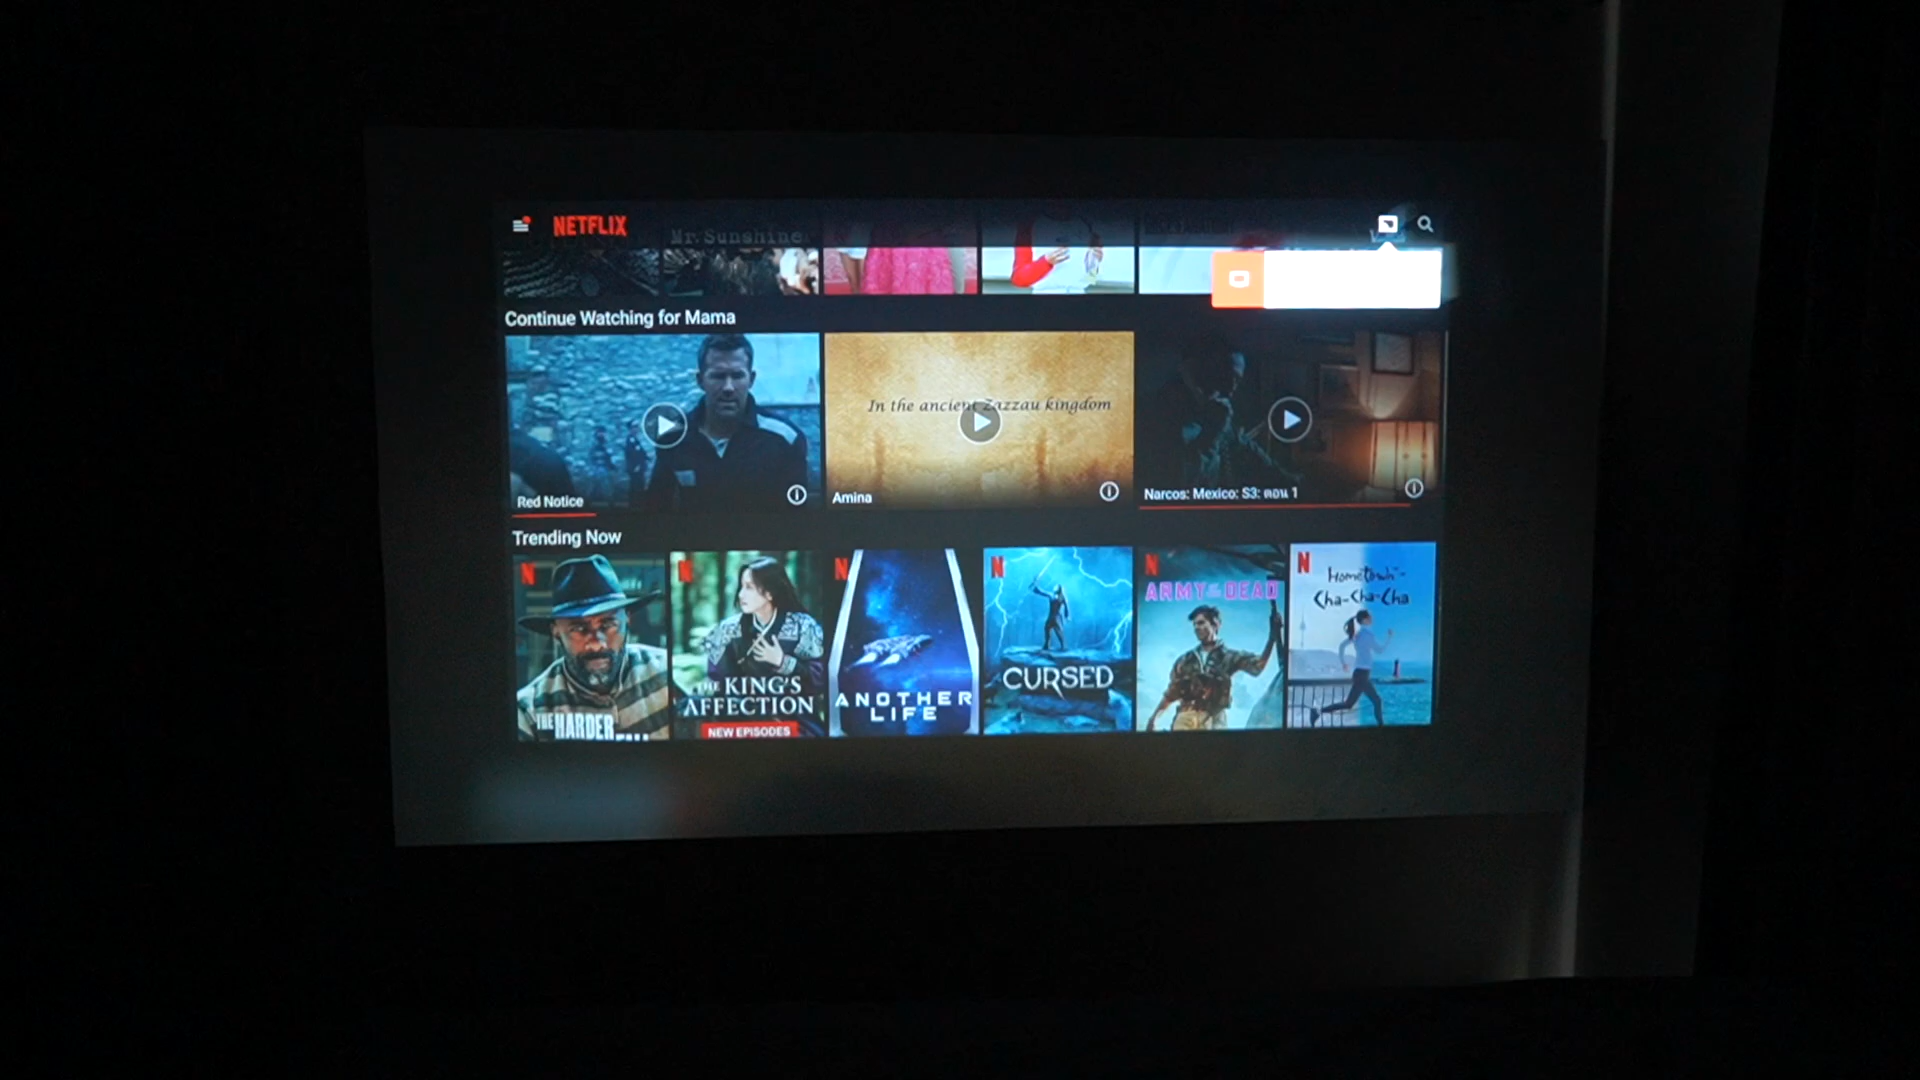 NETFLIX
Mr. Sunshine
Continue Watching for Mama
In the ancient Zazzau kingdom
Red Notice
Amina
Narcos: Mexico: S3: ตอน 1
Trending Now
N
N
N
N
N
N
THE HARDER
THE KING'S AFFECTION
NEW EPISODES
ANOTHER LIFE
CURSED
ARMY OF THE DEAD
Hometown
Cha-Cha-Cha